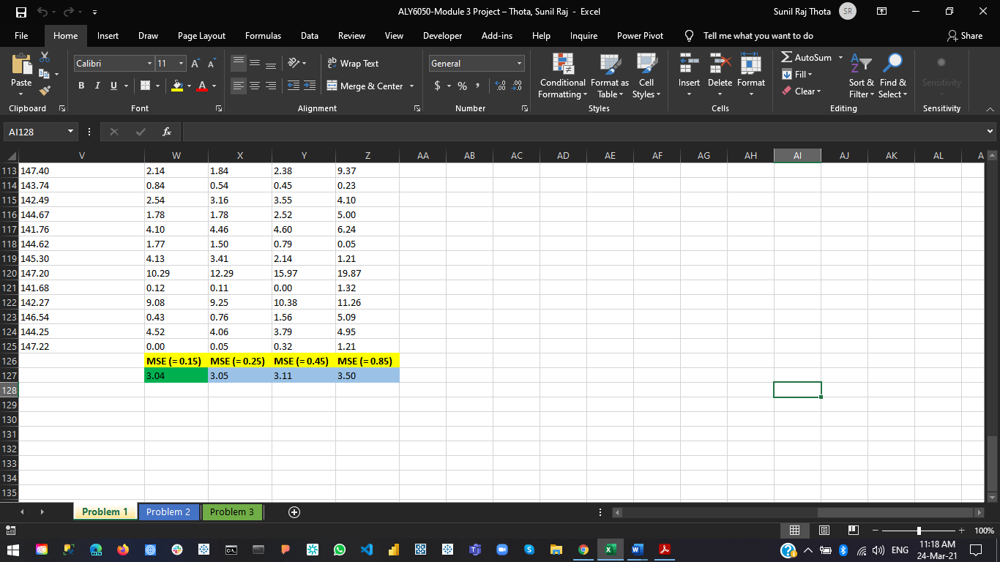 ALY6050-Module 3 Project – Thota, Sunil Raj - Excel
Sunil Raj Thota SR
File Home Insert Draw Page Layout Formulas Data Review View Developer Add-ins Help Inquire Power Pivot Tell me what you want to do Share
Paste
Calibri 11 A A
B I U A
ab Wrap Text
Merge & Center
General
$ % ,
Conditional Formatting
Format as Table
Cell Styles
Insert Delete Format
AutoSum
Fill
Clear
Sort & Filter
Find & Select
Sensitivity
Clipboard Font Alignment Number Styles Cells Editing Sensitivity
AI128 fx
V W X Y Z AA AB AC AD AE AF AG AH AI AJ AK AL A
113 147.40 2.14 1.84 2.38 9.37
114 143.74 0.84 0.54 0.45 0.23
115 142.49 2.54 3.16 3.55 4.10
116 144.67 1.78 1.78 2.52 5.00
117 141.76 4.10 4.46 4.60 6.24
118 144.62 1.77 1.50 0.79 0.05
119 145.30 4.13 3.41 2.14 1.21
120 147.20 10.29 12.29 15.97 19.87
121 141.68 0.12 0.11 0.00 1.32
122 142.27 9.08 9.25 10.38 11.26
123 146.54 0.43 0.76 1.56 5.09
124 144.25 4.52 4.06 3.79 4.95
125 147.22 0.00 0.05 0.32 1.21
126 MSE (= 0.15) MSE (= 0.25) MSE (= 0.45) MSE (= 0.85)
127 3.04 3.05 3.11 3.50
128
129
130
131
132
133
134
135
Problem 1 Problem 2 Problem 3
100%
ENG
11:18 AM
24-Mar-21